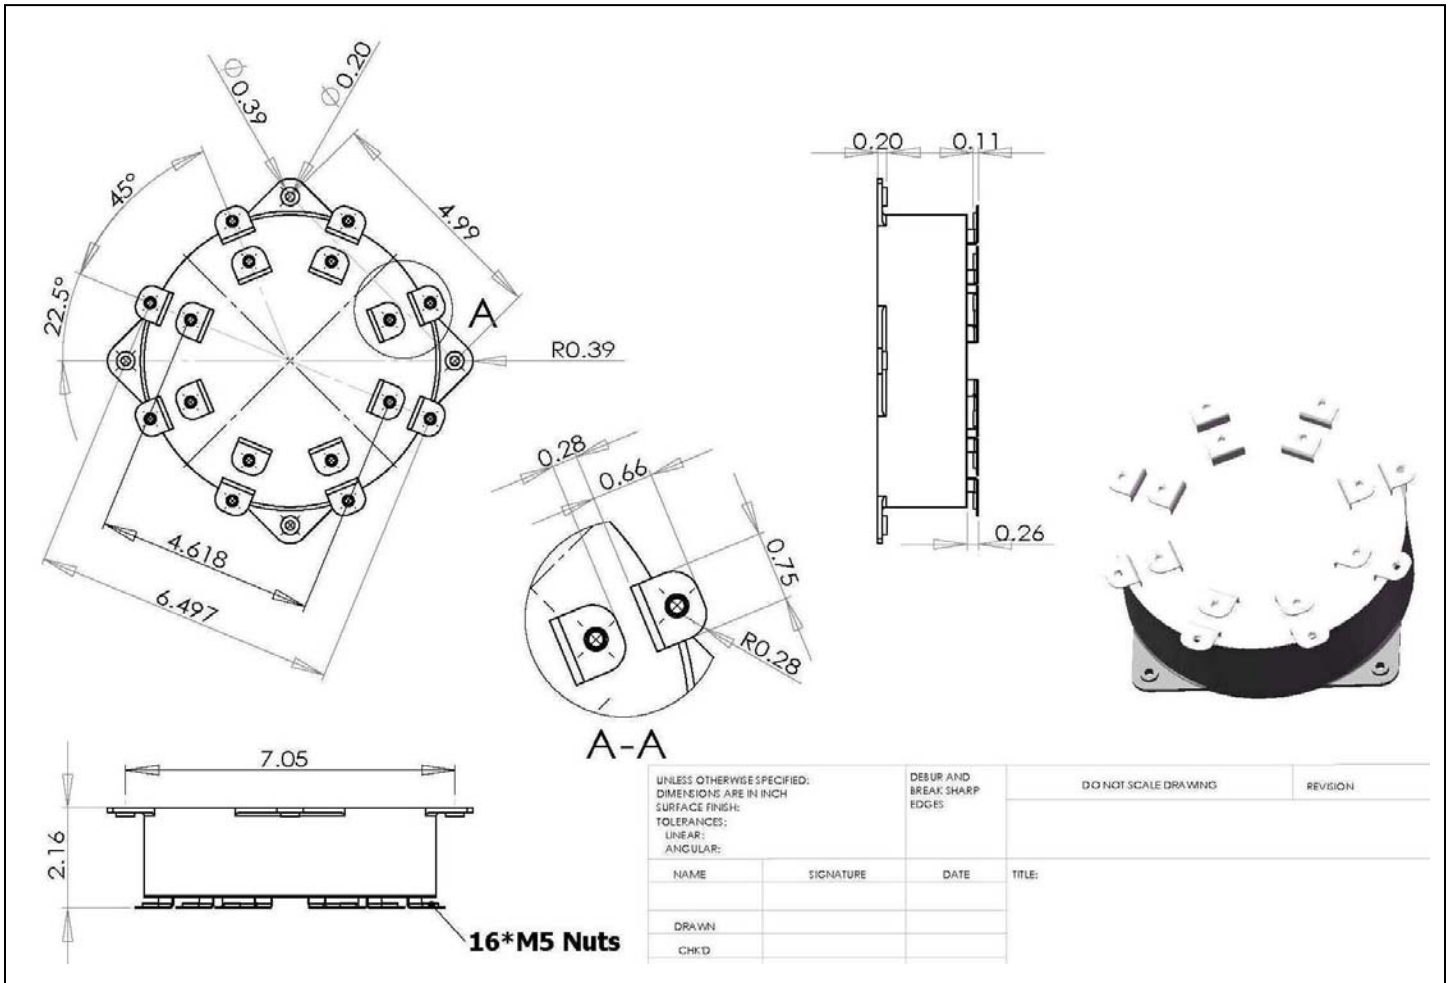 Ø 0.39
Ø 0.20
45°
4.99
22.5°
A
R0.39
4.618
6.497
0.28
0.66
0.75
R0.28
A-A
0.20
0.11
0.26
7.05
2.16
16*M5 Nuts
UNLESS OTHERWISE SPECIFIED:
DIMENSIONS ARE IN INCH
SURFACE FINISH:
TOLERANCES:
LINEAR:
ANGULAR:
DEBUR AND
BREAK SHARP
EDGES
DO NOT SCALE DRAWING
REVISION
NAME
SIGNATURE
DATE
TITLE:
DRAWN
CHK'D